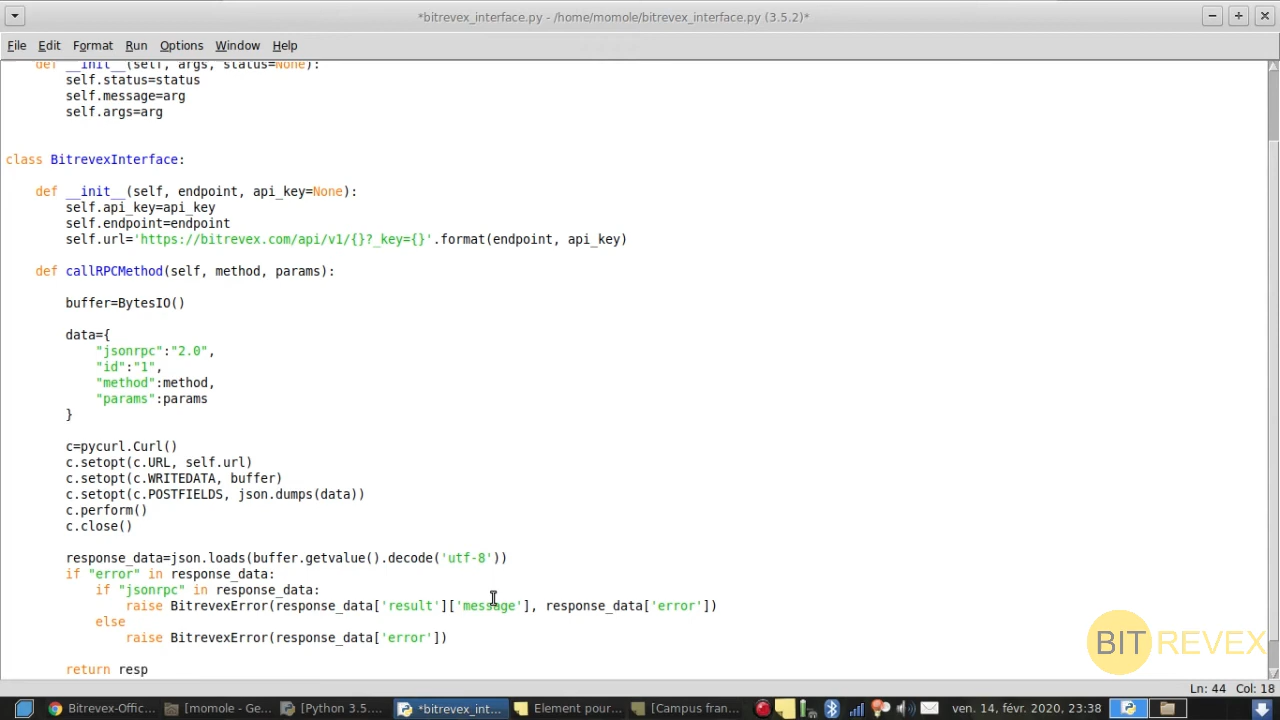 *bitrevex_interface.py - /home/momole/bitrevex_interface.py (3.5.2)*
File Edit Format Run Options Window Help
def __init__(self, args, status=None):
self.status=status
self.message=arg
self.args=arg
class BitrevexInterface:
def __init__(self, endpoint, api_key=None):
self.api_key=api_key
self.endpoint=endpoint
self.url='https://bitrevex.com/api/v1/{}?_key={}'.format(endpoint, api_key)
def callRPCMethod(self, method, params):
buffer=BytesIO()
data={
"jsonrpc":"2.0",
"id":"1",
"method":method,
"params":params
}
c=pycurl.Curl()
c.setopt(c.URL, self.url)
c.setopt(c.WRITEDATA, buffer)
c.setopt(c.POSTFIELDS, json.dumps(data))
c.perform()
c.close()
response_data=json.loads(buffer.getvalue().decode('utf-8'))
if "error" in response_data:
if "jsonrpc" in response_data:
raise BitrevexError(response_data['result']['message'], response_data['error'])
else
raise BitrevexError(response_data['error'])
return resp
BITREVEX
Ln: 44 Col: 18
Bitrevex-Offic... [momole - Ge... [Python 3.5.... *bitrevex_int... Element pour... [Campus fran... ven. 14, févr. 2020, 23:38